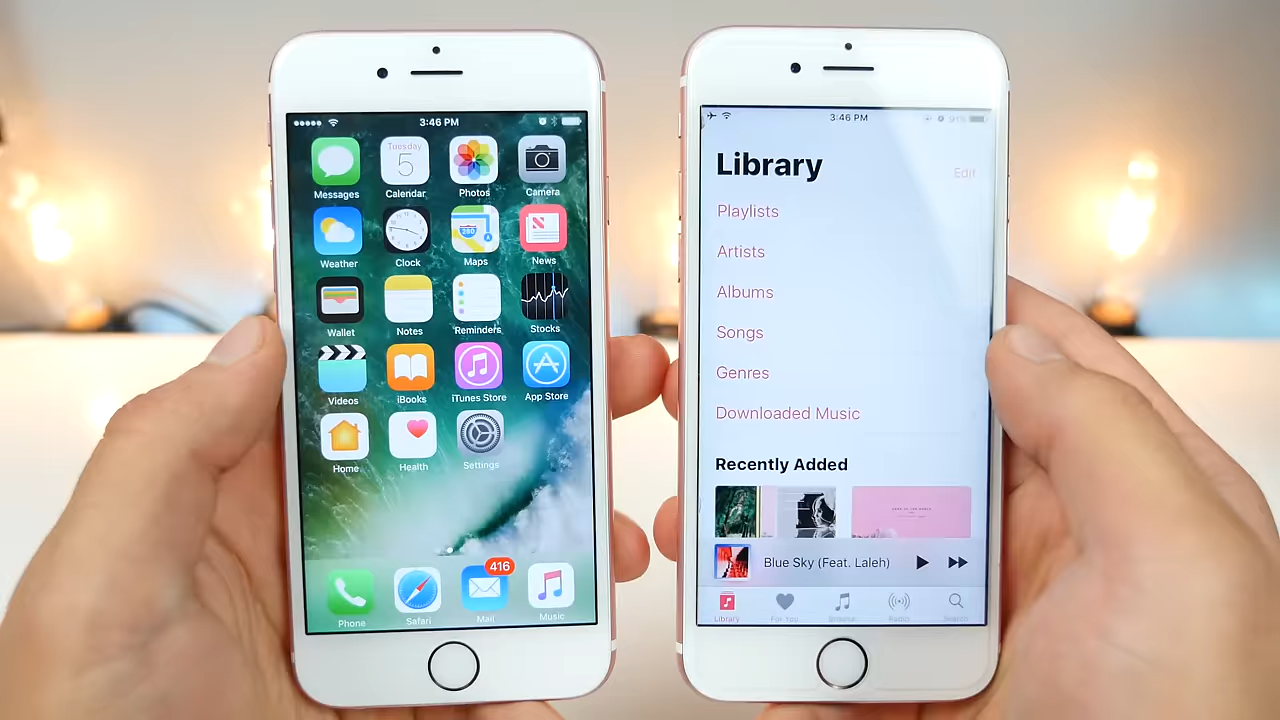 3:46 PM
Tuesday
5
Messages Calendar Photos Camera
280
Weather Clock Maps News
Wallet Notes Reminders Stocks
Videos iBooks iTunes Store App Store
Home Health Settings
416
Phone Safari Mail Music
3:46 PM 91%
Library
Edit
Playlists
Artists
Albums
Songs
Genres
Downloaded Music
Recently Added
Blue Sky (Feat. Laleh)
Library For You Browse Radio Search